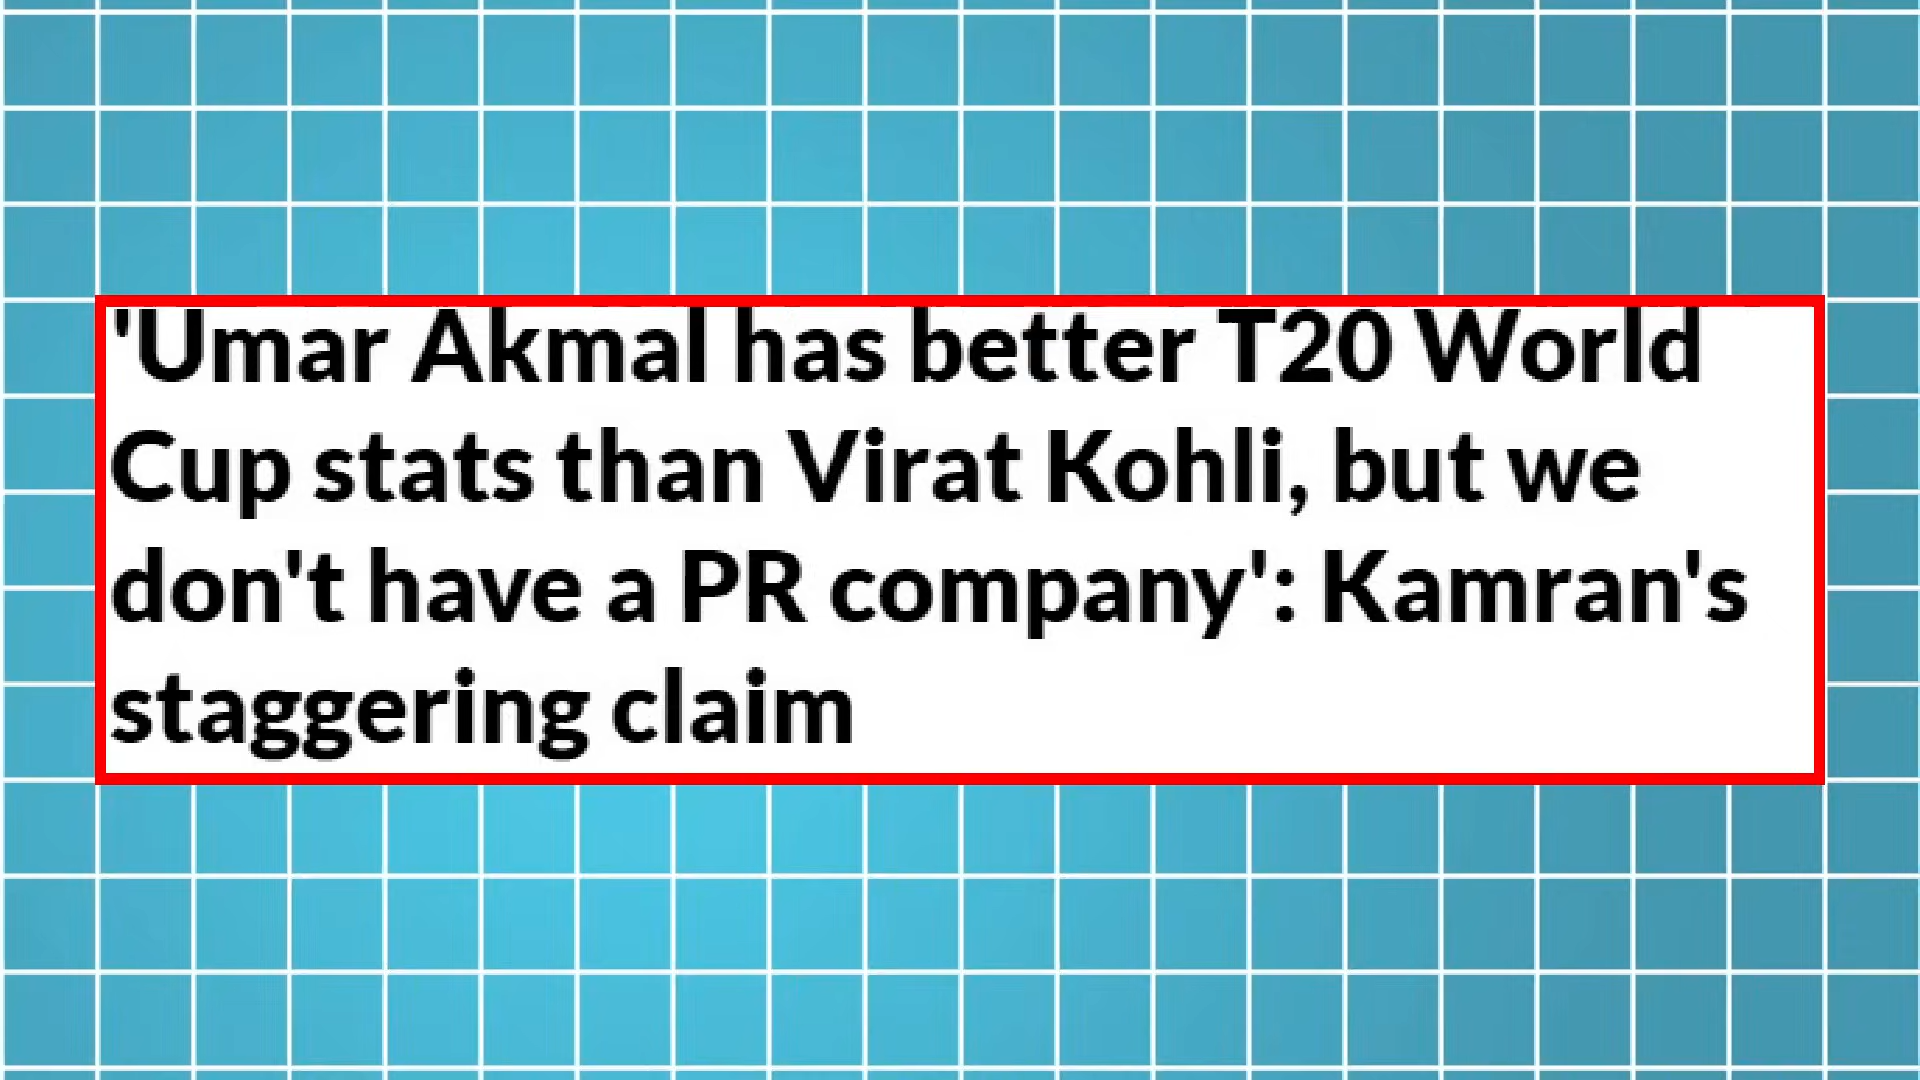 'Umar Akmal has better T20 World
Cup stats than Virat Kohli, but we
don't have a PR company': Kamran's
staggering claim